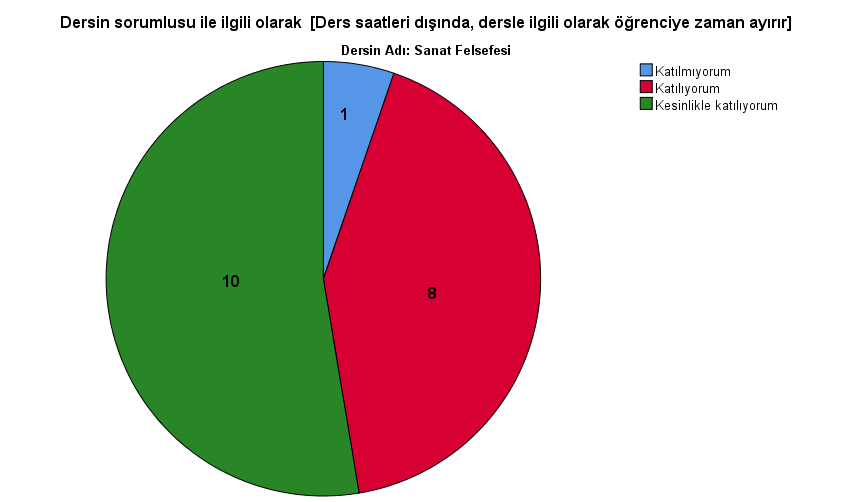 Dersin sorumlusu ile ilgili olarak [Ders saatleri dışında, dersle ilgili olarak öğrenciye zaman ayırır]
Dersin Adı: Sanat Felsefesi
Katılmıyorum
Katılıyorum
Kesinlikle katılıyorum
1
10
8